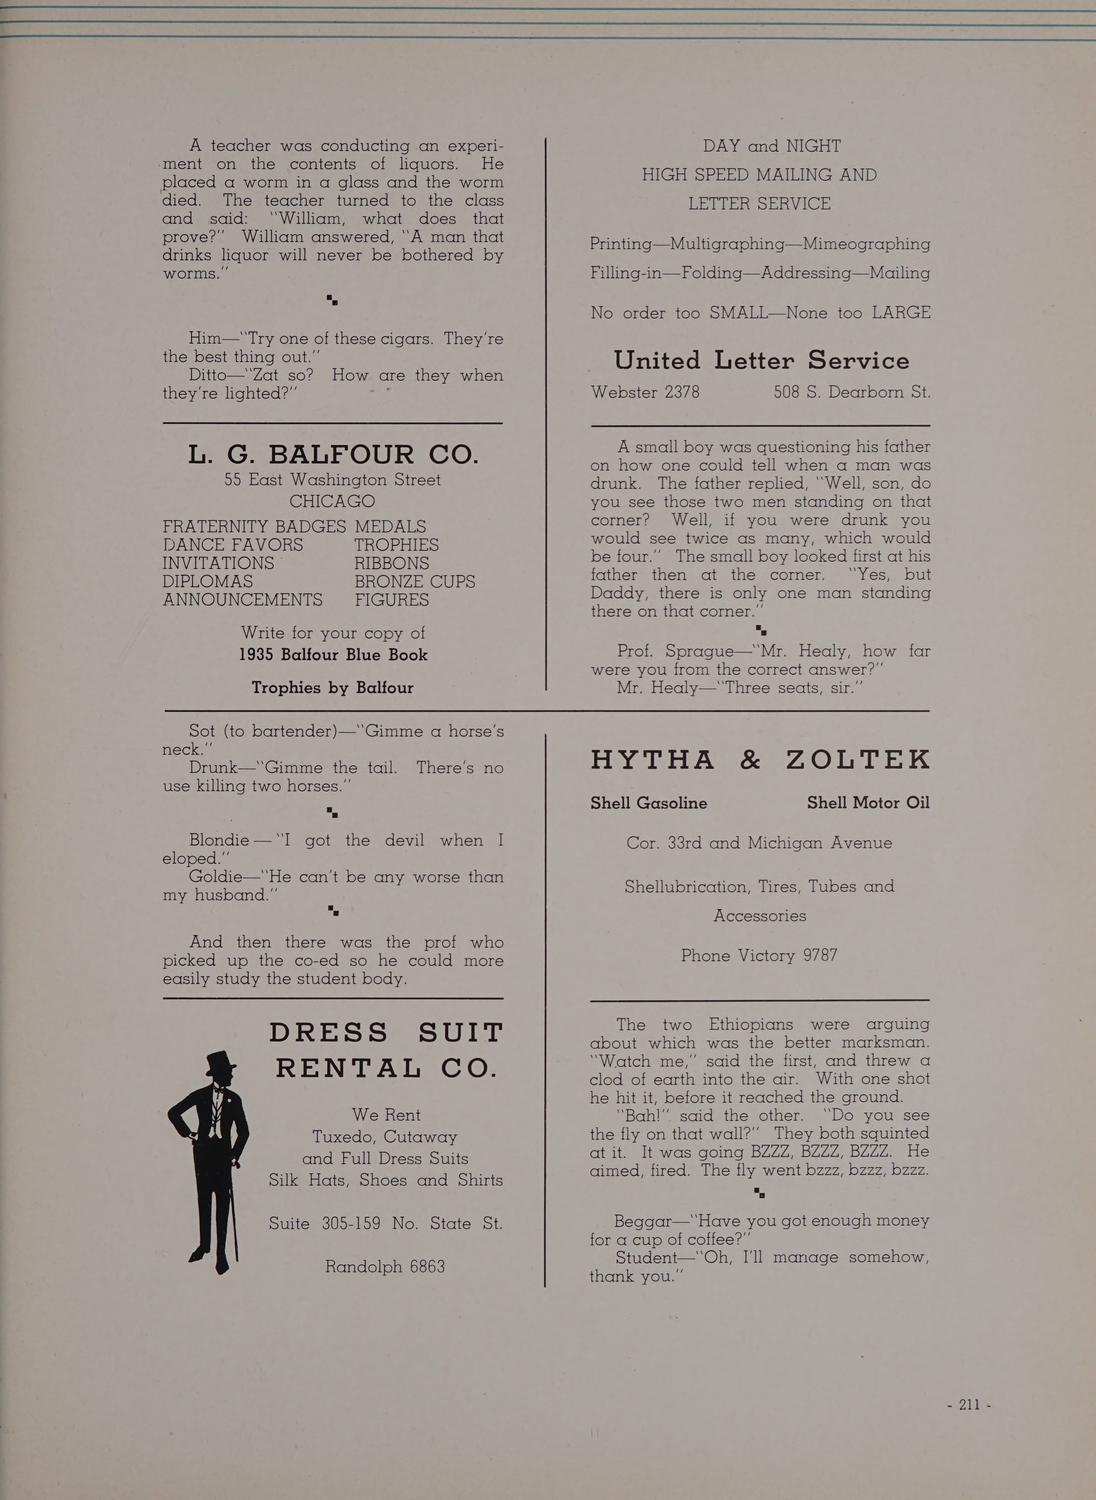 A teacher was conducting an experi-
ment on the contents of liquors. He
placed a worm in a glass and the worm
died. The teacher turned to the class
and said: "William, what does that
prove?" William answered, "A man that
drinks liquor will never be bothered by
worms."
Him—"Try one of these cigars. They're
the best thing out."
Ditto—"Zat so? How are they when
they're lighted?"
L. G. BALFOUR CO.
55 East Washington Street
CHICAGO
FRATERNITY BADGES MEDALS
DANCE FAVORS TROPHIES
INVITATIONS RIBBONS
DIPLOMAS BRONZE CUPS
ANNOUNCEMENTS FIGURES
Write for your copy of
1935 Balfour Blue Book
Trophies by Balfour
DAY and NIGHT
HIGH SPEED MAILING AND
LETTER SERVICE
Printing—Multigraphing—Mimeographing
Filling-in—Folding—Addressing—Mailing
No order too SMALL—None too LARGE
United Letter Service
Webster 2378 508 S. Dearborn St.
A small boy was questioning his father
on how one could tell when a man was
drunk. The father replied, "Well, son, do
you see those two men standing on that
corner? Well, if you were drunk you
would see twice as many, which would
be four." The small boy looked first at his
father then at the corner. "Yes, but
Daddy, there is only one man standing
there on that corner."
Prof. Sprague—"Mr. Healy, how far
were you from the correct answer?"
Mr. Healy—"Three seats, sir."
Sot (to bartender)—"Gimme a horse's
neck."
Drunk—"Gimme the tail. There's no
use killing two horses."
Blondie—"I got the devil when I
eloped."
Goldie—"He can't be any worse than
my husband."
And then there was the prof who
picked up the co-ed so he could more
easily study the student body.
DRESS SUIT
RENTAL CO.
We Rent
Tuxedo, Cutaway
and Full Dress Suits
Silk Hats, Shoes and Shirts
Suite 305-159 No. State St.
Randolph 6863
HYTHA & ZOLTEK
Shell Gasoline Shell Motor Oil
Cor. 33rd and Michigan Avenue
Shellubrication, Tires, Tubes and
Accessories
Phone Victory 9787
The two Ethiopians were arguing
about which was the better marksman.
"Watch me," said the first, and threw a
clod of earth into the air. With one shot
he hit it, before it reached the ground.
"Bah!" said the other. "Do you see
the fly on that wall?" They both squinted
at it. It was going BZZZ, BZZZ, BZZZ. He
aimed, fired. The fly went bzzz, bzzz, bzzz.
Beggar—"Have you got enough money
for a cup of coffee?"
Student—"Oh, I'll manage somehow,
thank you."
- 211 -